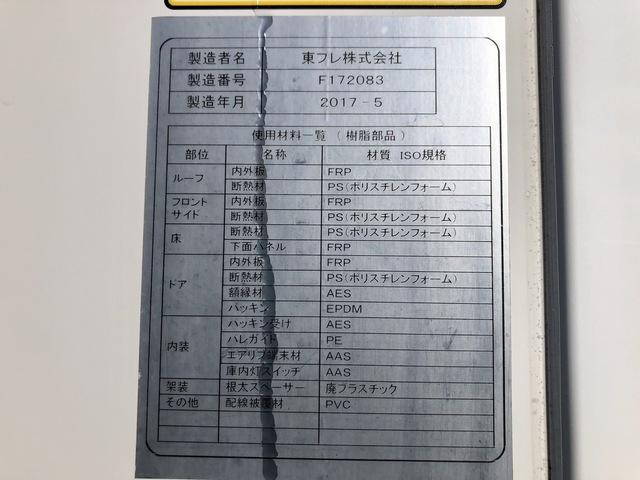 製造者名 東フレ株式会社
製造番号 F172083
製造年月 2017-5
使用材料一覧 (樹脂部品)
部位 名称 材質 ISO規格
ルーフ 内外板 FRP
断熱材 PS(ポリスチレンフォーム)
フロント サイド 内外板 FRP
断熱材 PS(ポリスチレンフォーム)
床 断熱材 PS(ポリスチレンフォーム)
下面パネル FRP
ドア 内外板 FRP
断熱材 PS(ポリスチレンフォーム)
額縁材 AES
パッキン EPDM
内装 パッキン受け AES
ハレガイド PE
エアリブ端末材 AAS
庫内灯スイッチ AAS
架装 根太スペーサー 廃プラスチック
その他 配線被覆材 PVC